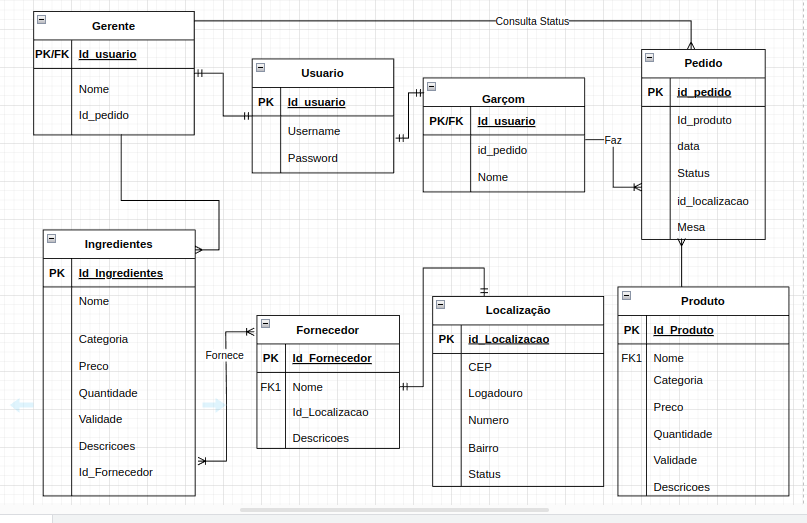 Gerente
PK/FK Id_usuario
Nome
Id_pedido
Consulta Status
Usuario
PK Id_usuario
Username
Password
Garçom
PK/FK Id_usuario
id_pedido
Nome
Faz
Pedido
PK id_pedido
Id_produto
data
Status
id_localizacao
Mesa
Ingredientes
PK Id_Ingredientes
Nome
Categoria
Preco
Quantidade
Validade
Descricoes
Id_Fornecedor
Fornece
Fornecedor
PK Id_Fornecedor
FK1 Nome
Id_Localizacao
Descricoes
Localização
PK id_Localizacao
CEP
Logadouro
Numero
Bairro
Status
Produto
PK Id_Produto
FK1 Nome
Categoria
Preco
Quantidade
Validade
Descricoes